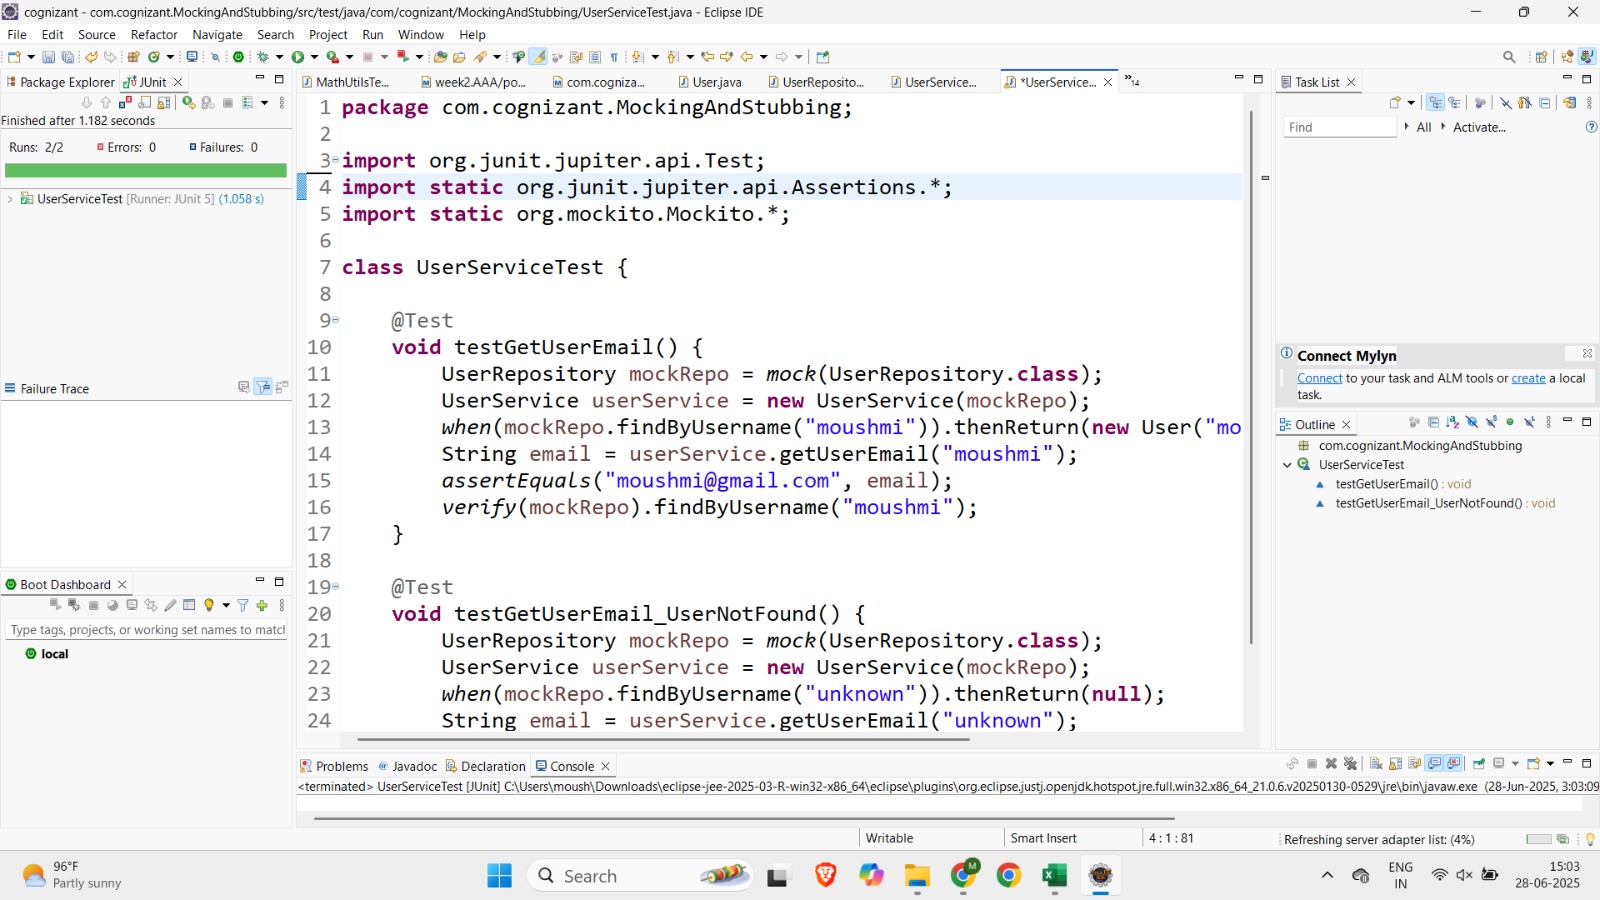 cognizant - com.cognizant.MockingAndStubbing/src/test/java/com/cognizant/MockingAndStubbing/UserServiceTest.java - Eclipse IDE
File Edit Source Refactor Navigate Search Project Run Window Help
Package Explorer JUnit
Finished after 1.182 seconds
Runs: 2/2 Errors: 0 Failures: 0
UserServiceTest [Runner: JUnit 5] (1.058 s)
Failure Trace
Boot Dashboard
Type tags, projects, or working set names to match
local
MathUtilsTe... week2.AAA/po... com.cogniza... User.java UserReposito... UserService... *UserService... »14
1 package com.cognizant.MockingAndStubbing;
2
3 import org.junit.jupiter.api.Test;
4 import static org.junit.jupiter.api.Assertions.*;
5 import static org.mockito.Mockito.*;
6
7 class UserServiceTest {
8
9 @Test
10 void testGetUserEmail() {
11 UserRepository mockRepo = mock(UserRepository.class);
12 UserService userService = new UserService(mockRepo);
13 when(mockRepo.findByUsername("moushmi")).thenReturn(new User("mo
14 String email = userService.getUserEmail("moushmi");
15 assertEquals("moushmi@gmail.com", email);
16 verify(mockRepo).findByUsername("moushmi");
17 }
18
19 @Test
20 void testGetUserEmail_UserNotFound() {
21 UserRepository mockRepo = mock(UserRepository.class);
22 UserService userService = new UserService(mockRepo);
23 when(mockRepo.findByUsername("unknown")).thenReturn(null);
24 String email = userService.getUserEmail("unknown");
Task List
Find All Activate...
Connect Mylyn
Connect to your task and ALM tools or create a local
task.
Outline
com.cognizant.MockingAndStubbing
UserServiceTest
testGetUserEmail() : void
testGetUserEmail_UserNotFound() : void
Problems Javadoc Declaration Console
<terminated> UserServiceTest [JUnit] C:\Users\moush\Downloads\eclipse-jee-2025-03-R-win32-x86_64\eclipse\plugins\org.eclipse.justj.openjdk.hotspot.jre.full.win32.x86_64_21.0.6.v20250130-0529\jre\bin\javaw.exe (28-Jun-2025, 3:03:09
Writable Smart Insert 4 : 1 : 81 Refreshing server adapter list: (4%)
96°F
Partly sunny
Search
ENG
IN
15:03
28-06-2025